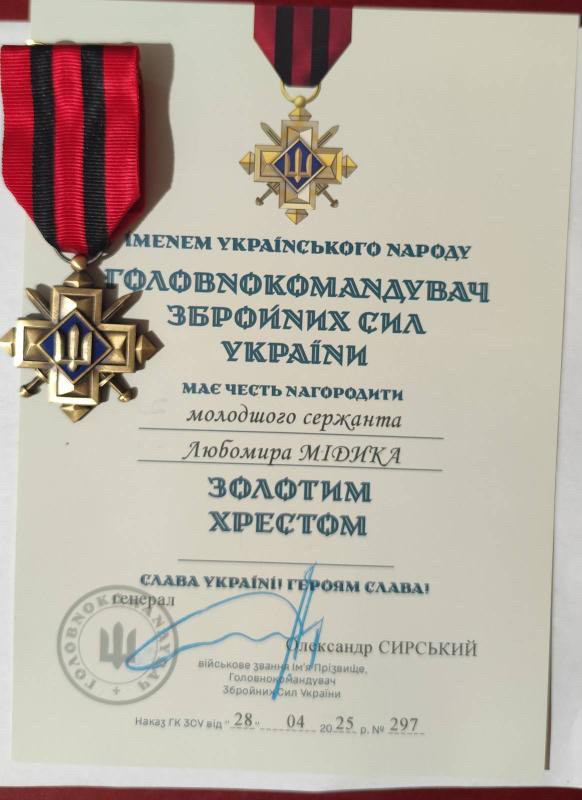 ІМЕНЕМ УКРАЇНСЬКОГО НАРОДУ
ГОЛОВНОКОМАНДУВАЧ
ЗБРОЙНИХ СИЛ
УКРАЇНИ
МАЄ ЧЕСТЬ НАГОРОДИТИ
молодшого сержанта
Любомира МІДИКА
ЗОЛОТИМ
ХРЕСТОМ
СЛАВА УКРАЇНІ! ГЕРОЯМ СЛАВА!
генерал
ГОЛОВНОКОМАНДУВАЧ
Олександр СИРСЬКИЙ
військове звання Ім'я Прізвище,
Головнокомандувач
Збройних Сил України
Наказ ГК ЗСУ від "28" 04 2025 р. № 297